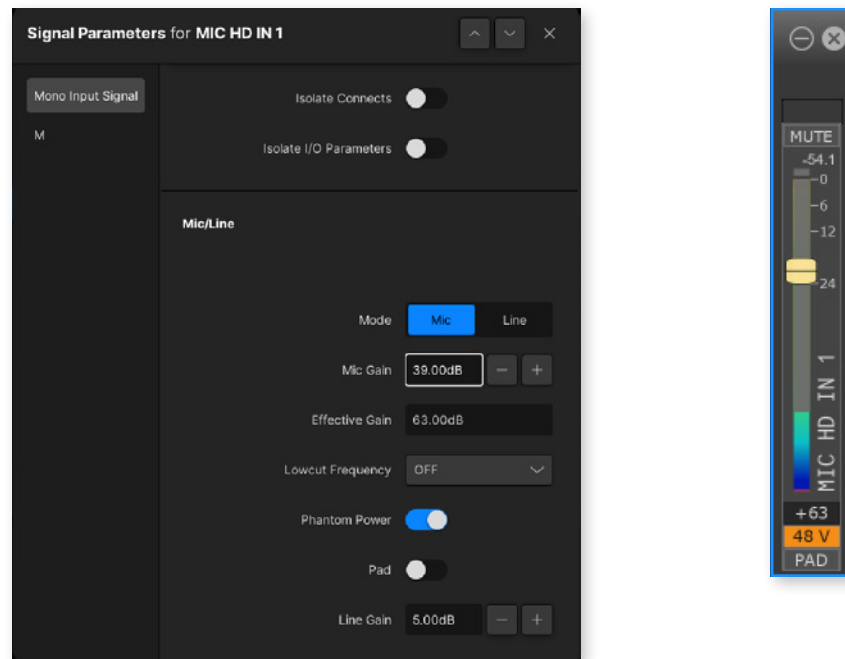 Signal Parameters for MIC HD IN 1
Mono Input Signal
M
Isolate Connects
Isolate I/O Parameters
Mic/Line
Mode Mic Line
Mic Gain 39.00dB - +
Effective Gain 63.00dB
Lowcut Frequency OFF
Phantom Power
Pad
Line Gain 5.00dB - +
MUTE
-54.1
-0
-6
-12
-24
MIC HD IN 1
+63
48 V
PAD